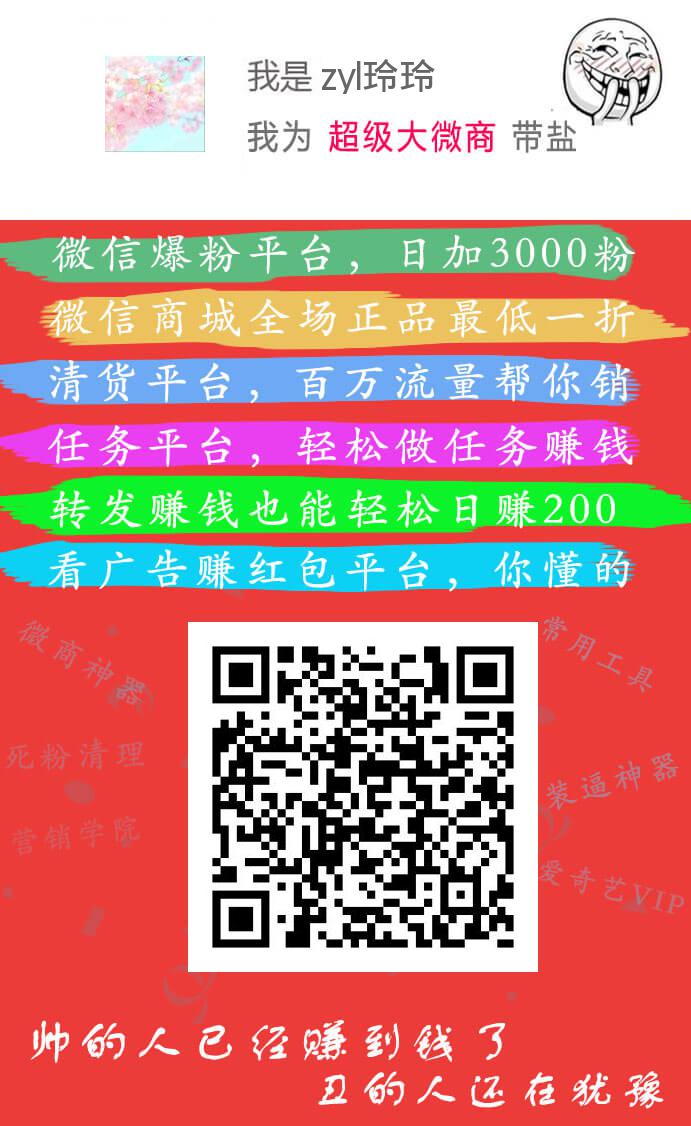 我是 zyl玲玲
我为 超级大微商 带盐
微信爆粉平台，日加3000粉
微信商城全场正品最低一折
清货平台，百万流量帮你销
任务平台，轻松做任务赚钱
转发赚钱也能轻松日赚200
看广告赚红包平台，你懂的
微商神器
常用工具
死粉清理
装逼神器
营销学院
爱奇艺VIP
帅的人已经赚到钱了
丑的人还在犹豫